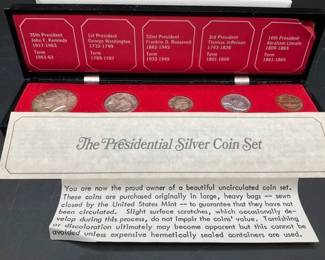 35th President
John F. Kennedy
1917-1963
Term
1961-63
1st President
George Washington
1732-1799
Term
1789-1797
32nd President
Franklin D. Roosevelt
1882-1945
Term
1933-1945
3rd President
Thomas Jefferson
1743-1826
Term
1801-1809
16th President
Abraham Lincoln
1809-1865
Term
1861-1865
The Presidential Silver Coin Set
You are now the proud owner of a beautiful uncirculated coin set.
These coins are purchased originally in large, heavy bags -- sewn
closed by the United States Mint -- to guarantee that they have not
been circulated. Slight surface scratches, which occasionally de-
velop during this process, do not impair the coins' value. Tarnishing
or discoloration ultimately may become apparent but this cannot be
avoided unless expensive hermetically sealed containers are used.